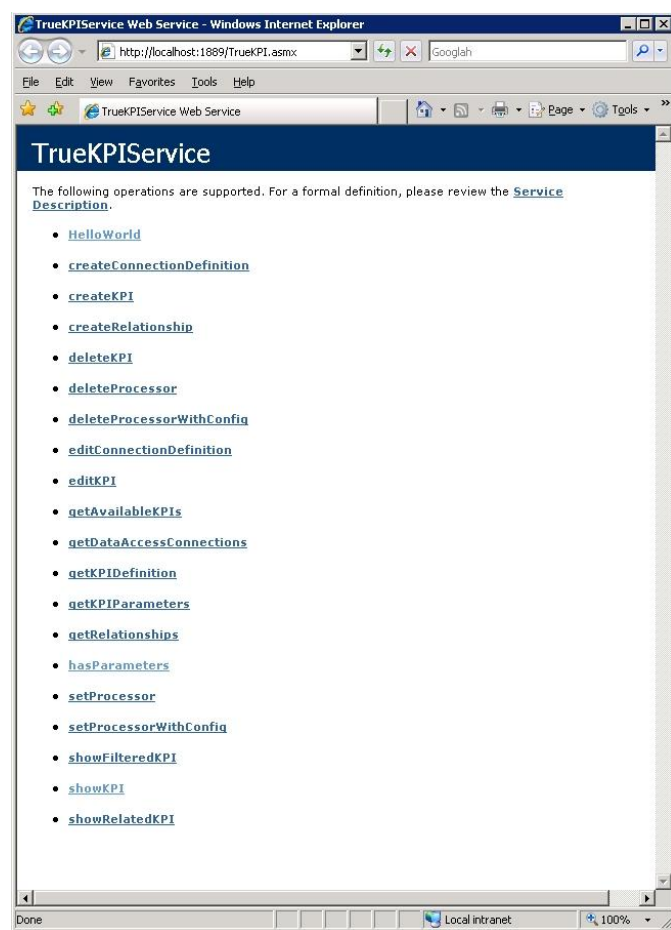 TrueKPIService Web Service - Windows Internet Explorer
http://localhost:1889/TrueKPI.asmx
Googlah
File Edit View Favorites Tools Help
TrueKPIService Web Service
Page Tools
TrueKPIService
The following operations are supported. For a formal definition, please review the Service
Description.
HelloWorld
createConnectionDefinition
createKPI
createRelationship
deleteKPI
deleteProcessor
deleteProcessorWithConfig
editConnectionDefinition
editKPI
getAvailableKPIs
getDataAccessConnections
getKPIDefinition
getKPIParameters
getRelationships
hasParameters
setProcessor
setProcessorWithConfig
showFilteredKPI
showKPI
showRelatedKPI
Done Local intranet 100%